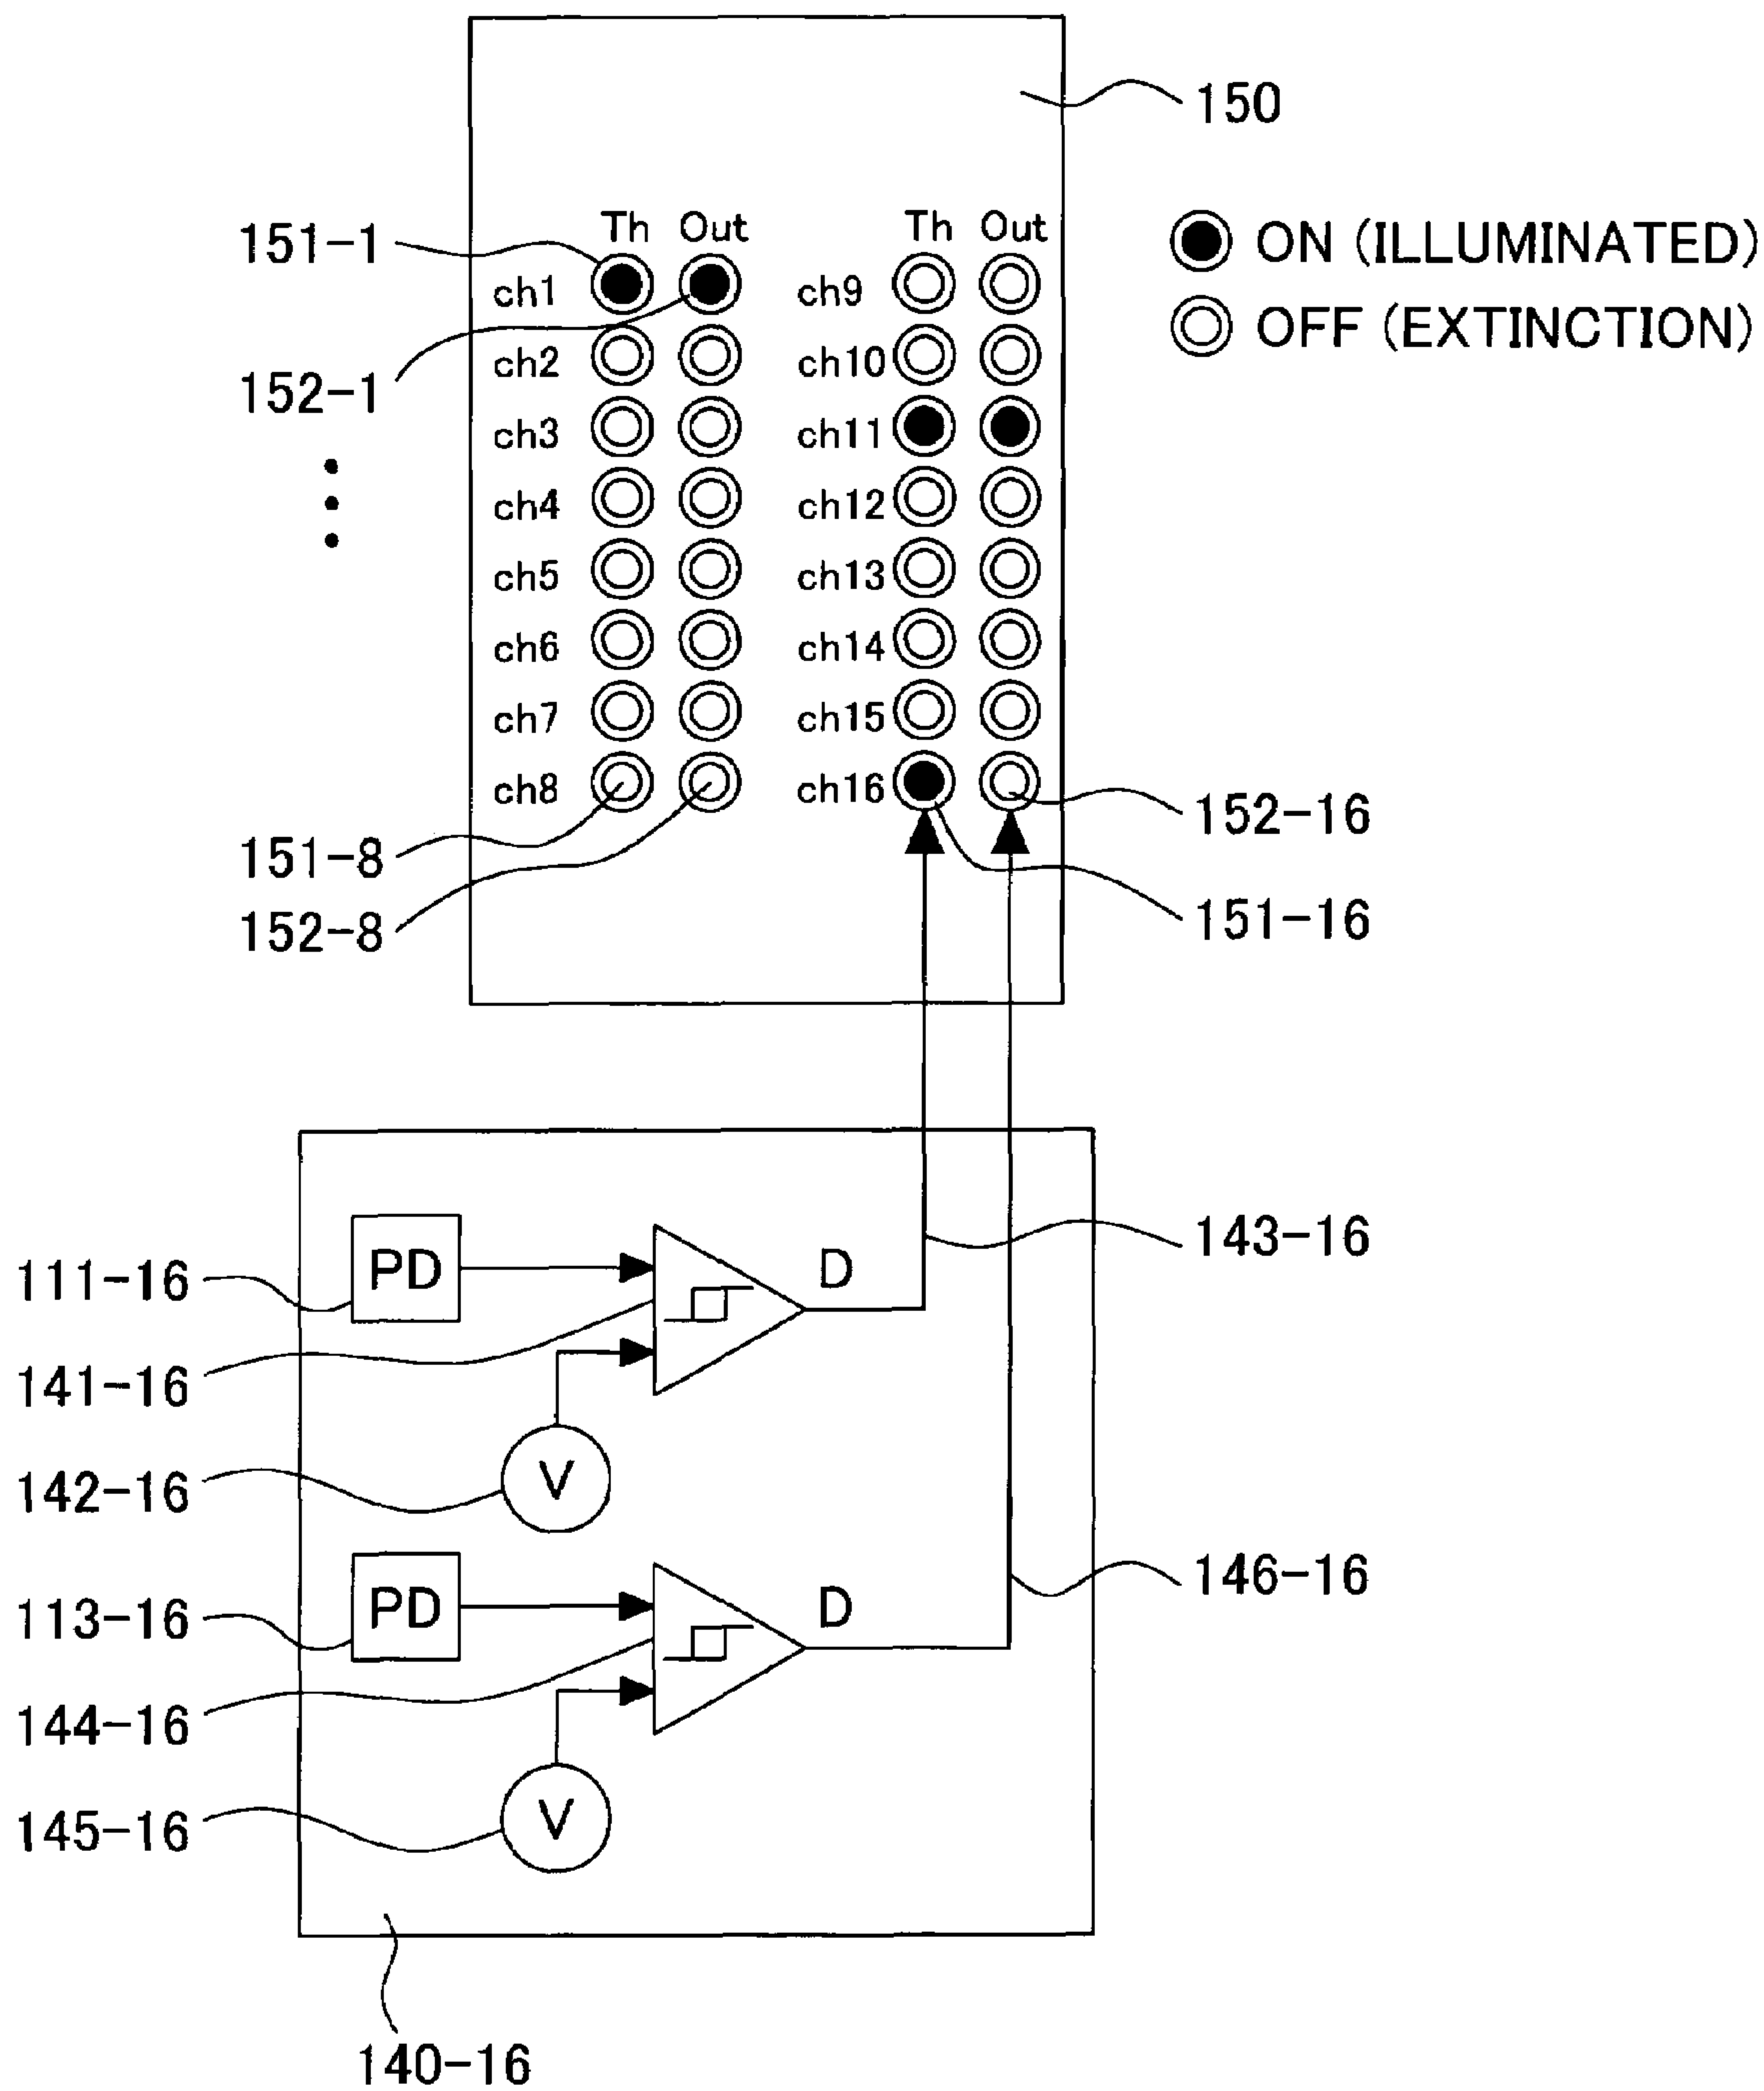 150
Th Out Th Out
151-1
ch1 ch9
ON (ILLUMINATED)
152-1
ch2 ch10
OFF (EXTINCTION)
ch3 ch11
ch4 ch12
ch5 ch13
ch6 ch14
ch7 ch15
ch8 ch16
152-16
151-8
151-16
152-8
143-16
111-16
PD
D
141-16
142-16
V
146-16
113-16
PD
D
144-16
145-16
V
140-16